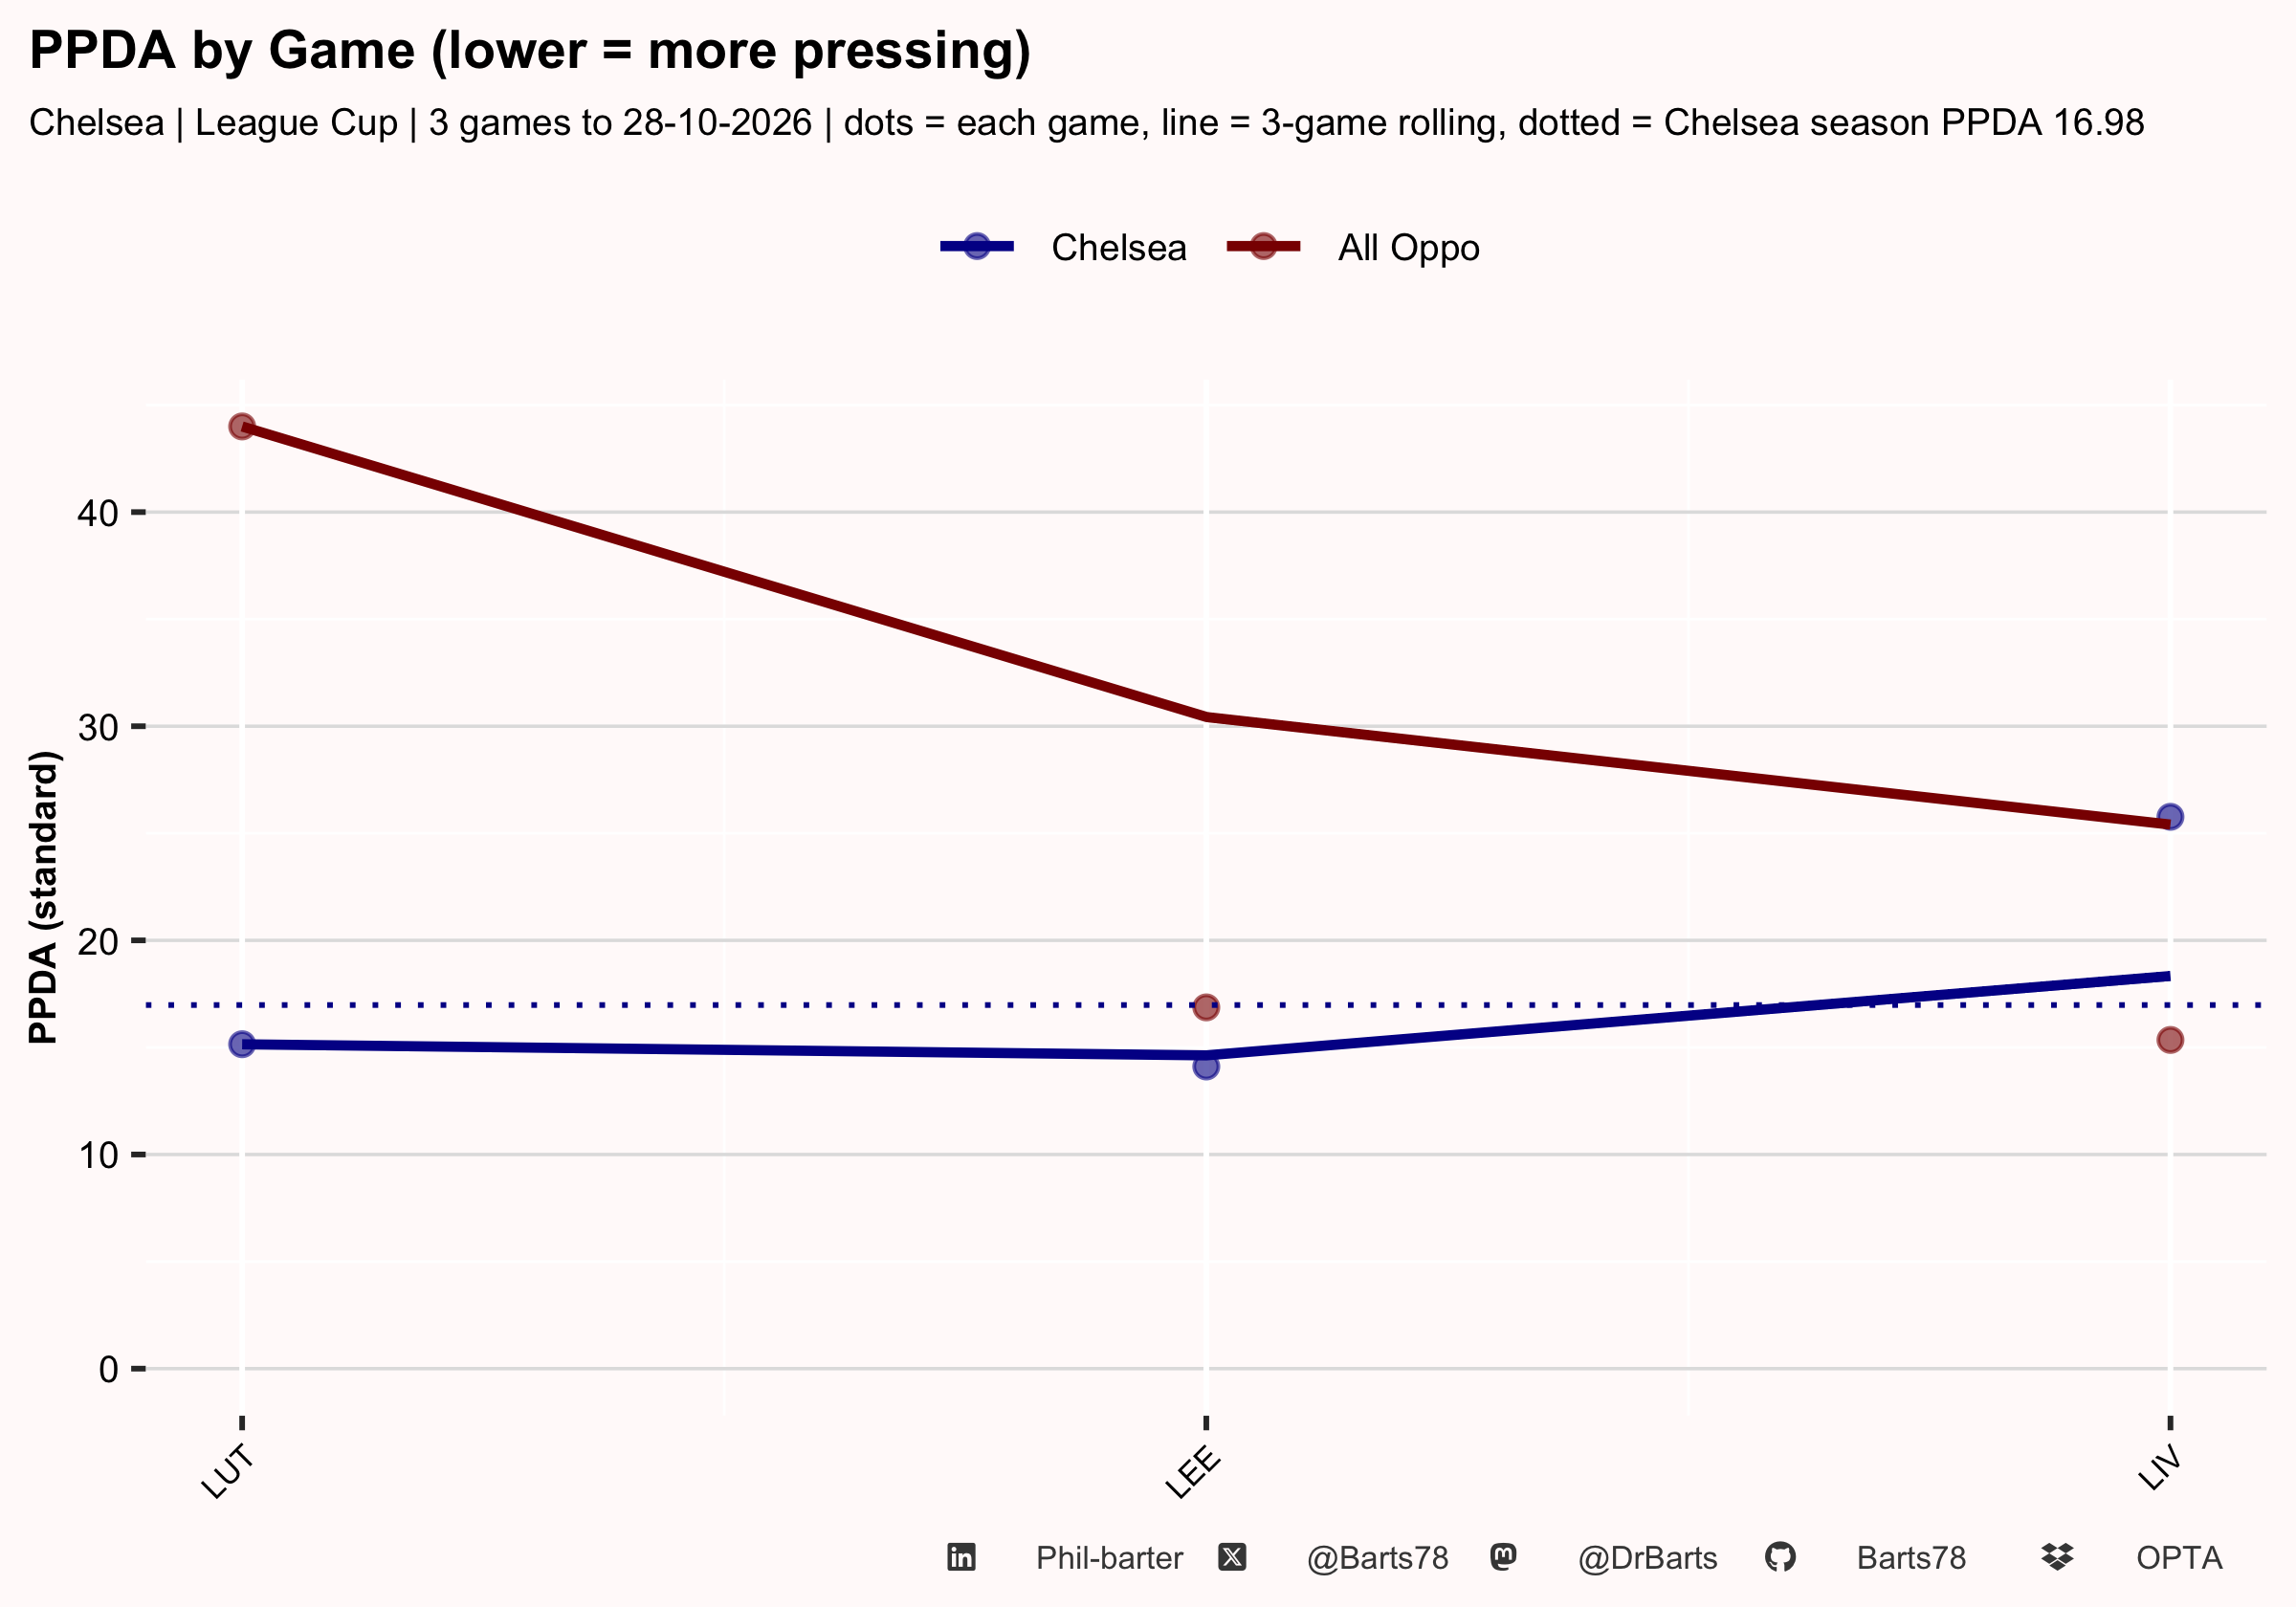 PPDA by Game (lower = more pressing)
Chelsea | League Cup | 3 games to 28-10-2026 | dots = each game, line = 3-game rolling, dotted = Chelsea season PPDA 16.98
Chelsea All Oppo
PPDA (standard)
40
30
20
10
0
LUT LEE LIV
Phil-barter @Barts78 @DrBarts Barts78 OPTA